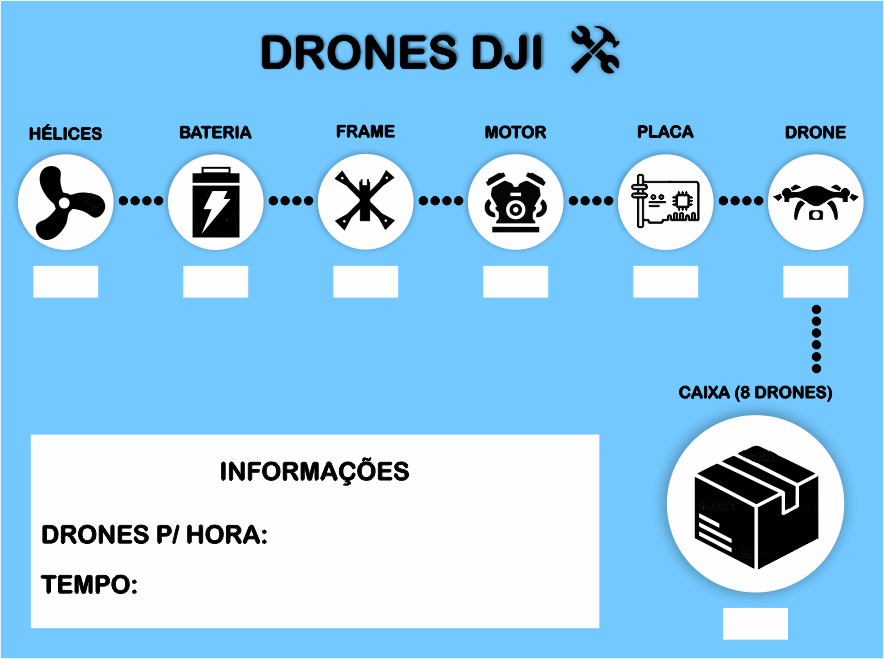 DRONES DJI
HÉLICES
BATERIA
FRAME
MOTOR
PLACA
DRONE
CAIXA (8 DRONES)
INFORMAÇÕES
DRONES P/ HORA:
TEMPO: